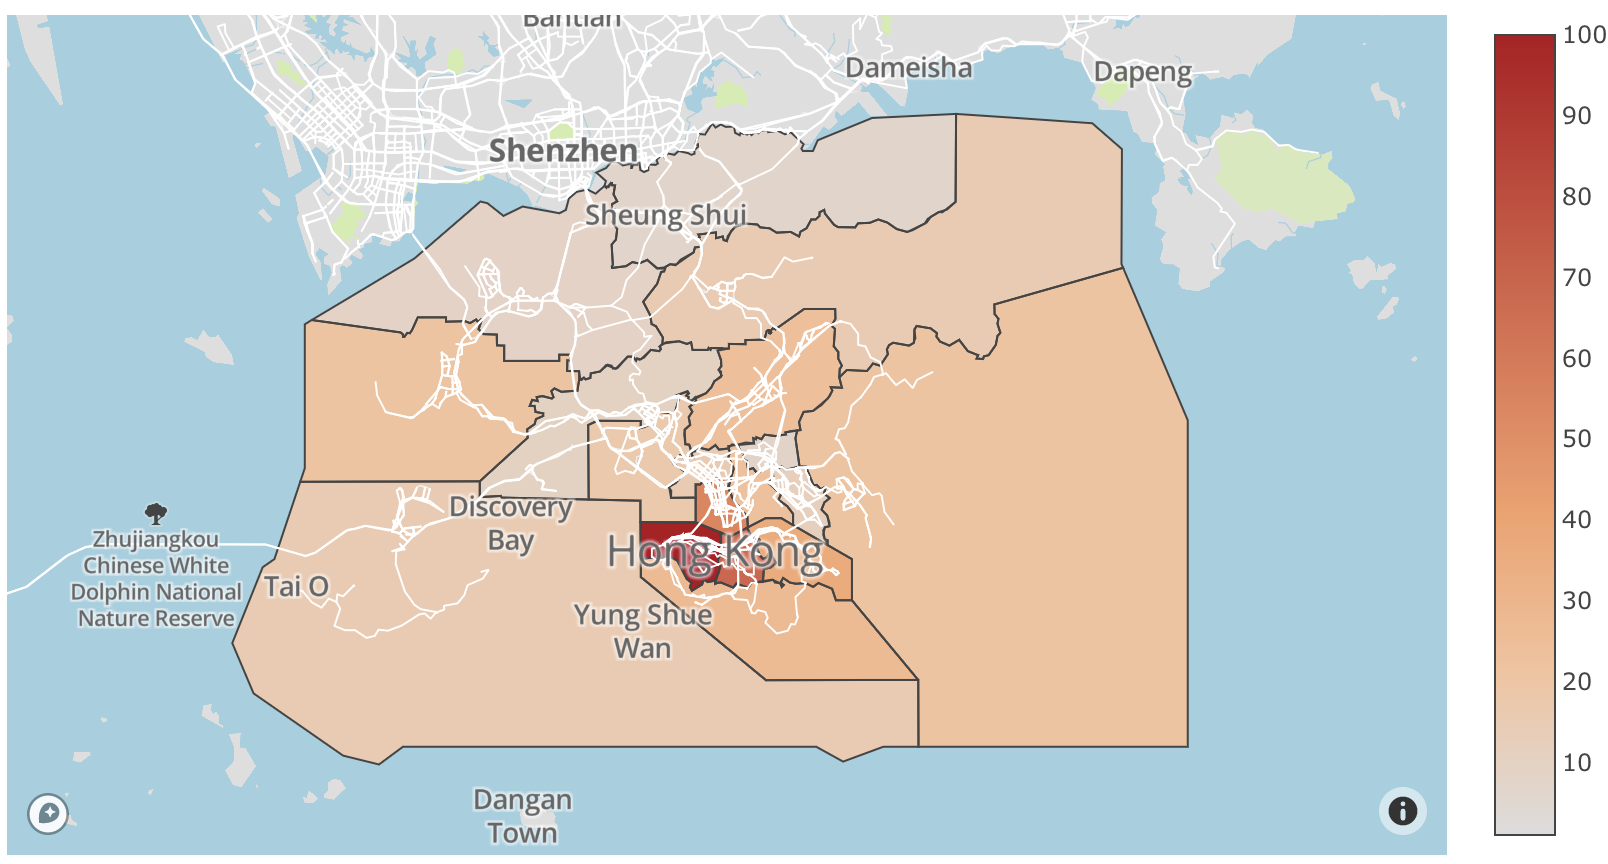 Bantian
Dameisha
Dapeng
Shenzhen
Sheung Shui
Discovery
Bay
Zhujiangkou
Chinese White
Dolphin National
Nature Reserve
Tai O
Hong Kong
Yung Shue
Wan
Dangan
Town
100
90
80
70
60
50
40
30
20
10